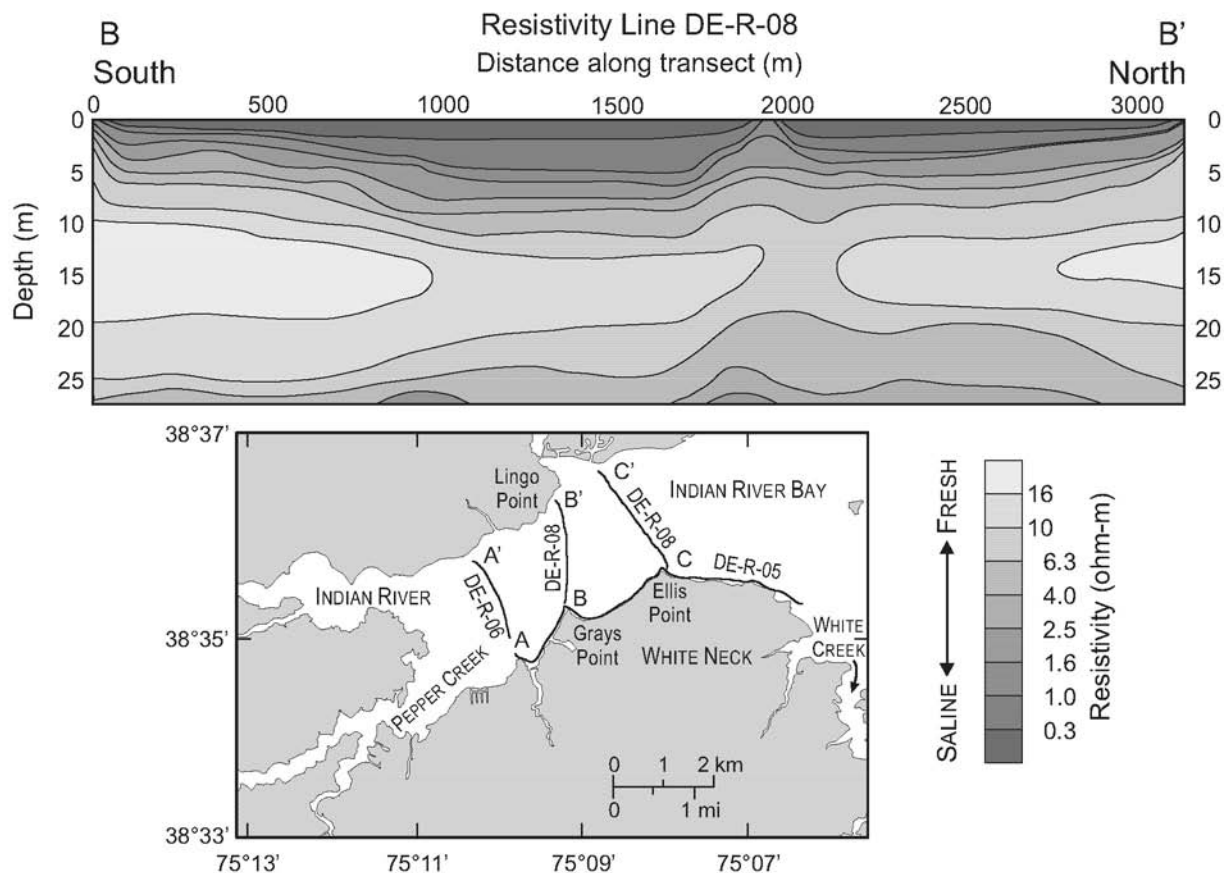 Resistivity Line DE-R-08
B
B'
South
Distance along transect (m)
North
0 500 1000 1500 2000 2500 3000
0
5
10
15
20
25
Depth (m)
0
5
10
15
20
25
38°37'
38°35'
38°33'
75°13' 75°11' 75°09' 75°07'
Lingo
Point
C'
INDIAN RIVER BAY
B'
DE-R-08
A'
DE-R-08
C
DE-R-05
INDIAN RIVER
DE-R-06
B
Ellis
Point
A
Grays
Point
WHITE NECK
WHITE
CREEK
PEPPER CREEK
0 1 2 km
0 1 mi
SALINE
FRESH
16
10
6.3
4.0
2.5
1.6
1.0
0.3
Resistivity (ohm-m)